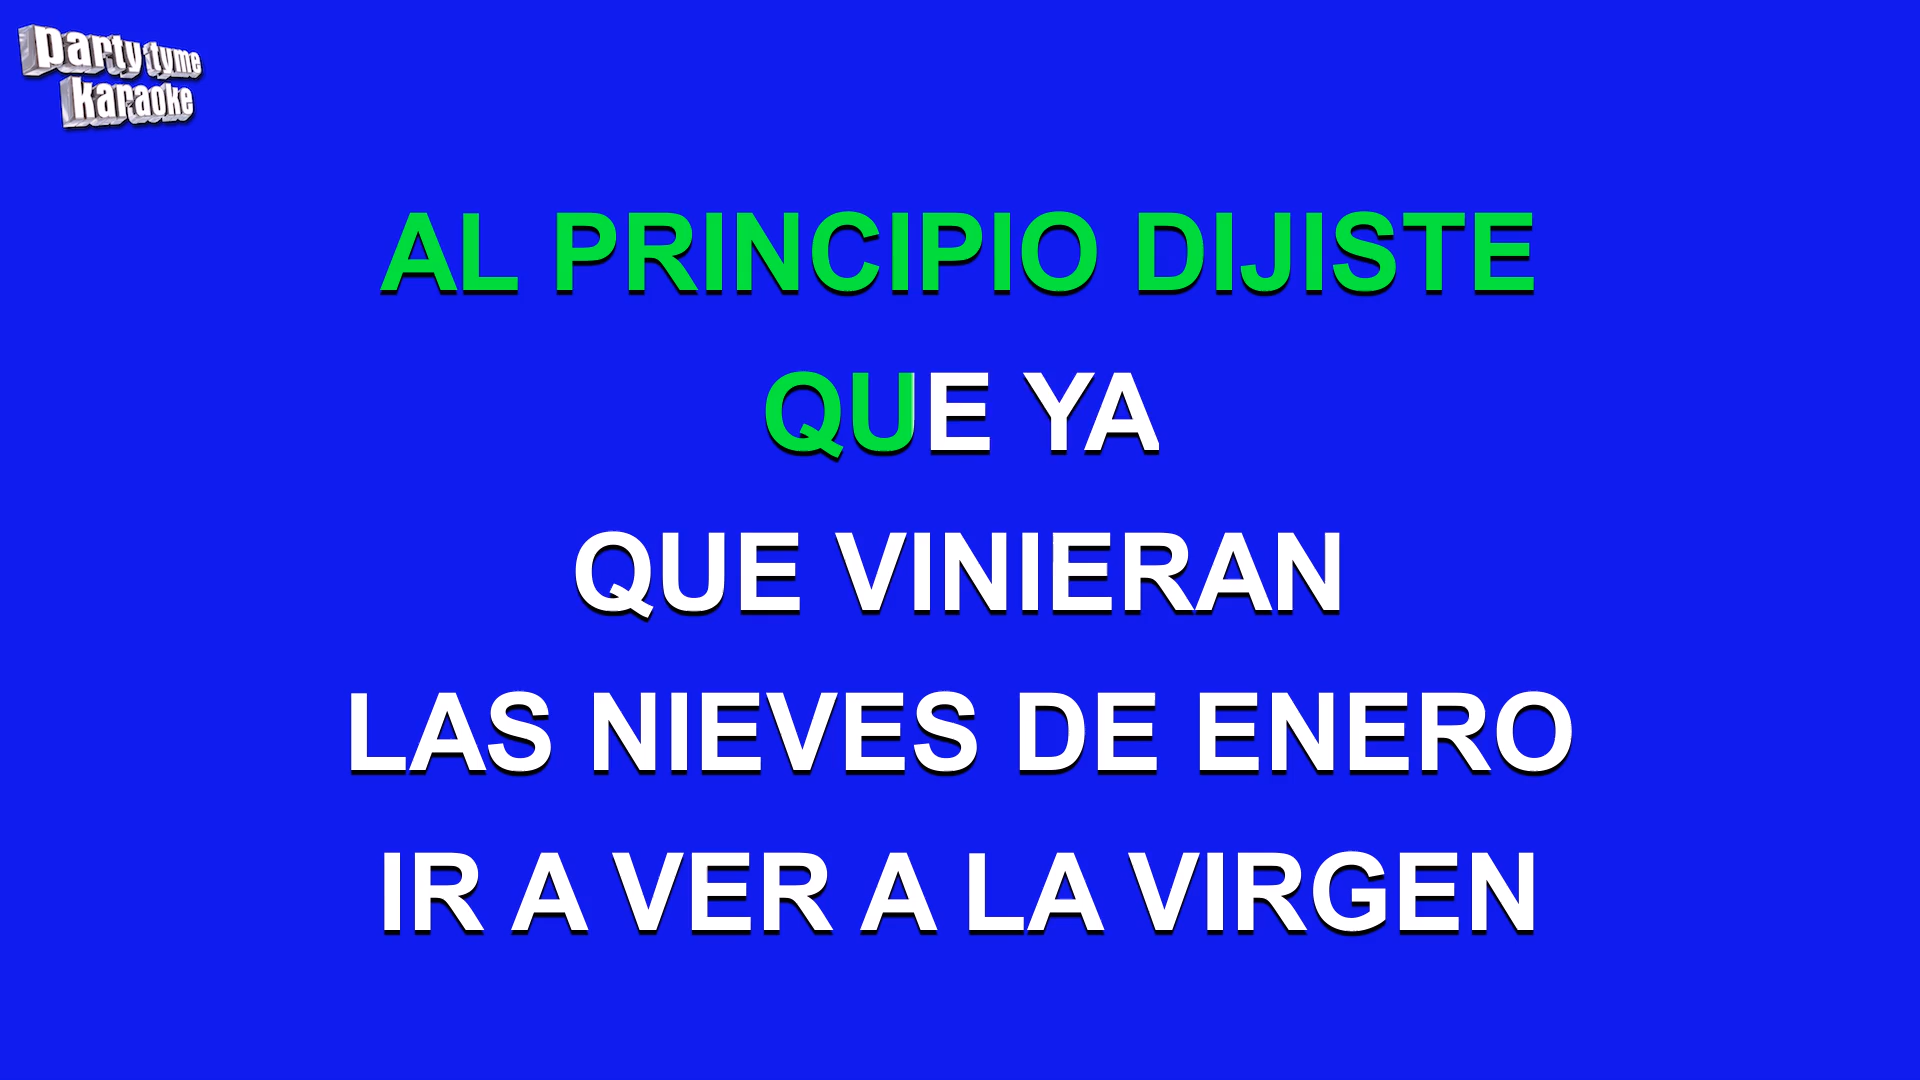 party tyme
karaoke
AL PRINCIPIO DIJISTE
QUE YA
QUE VINIERAN
LAS NIEVES DE ENERO
IR A VER A LA VIRGEN